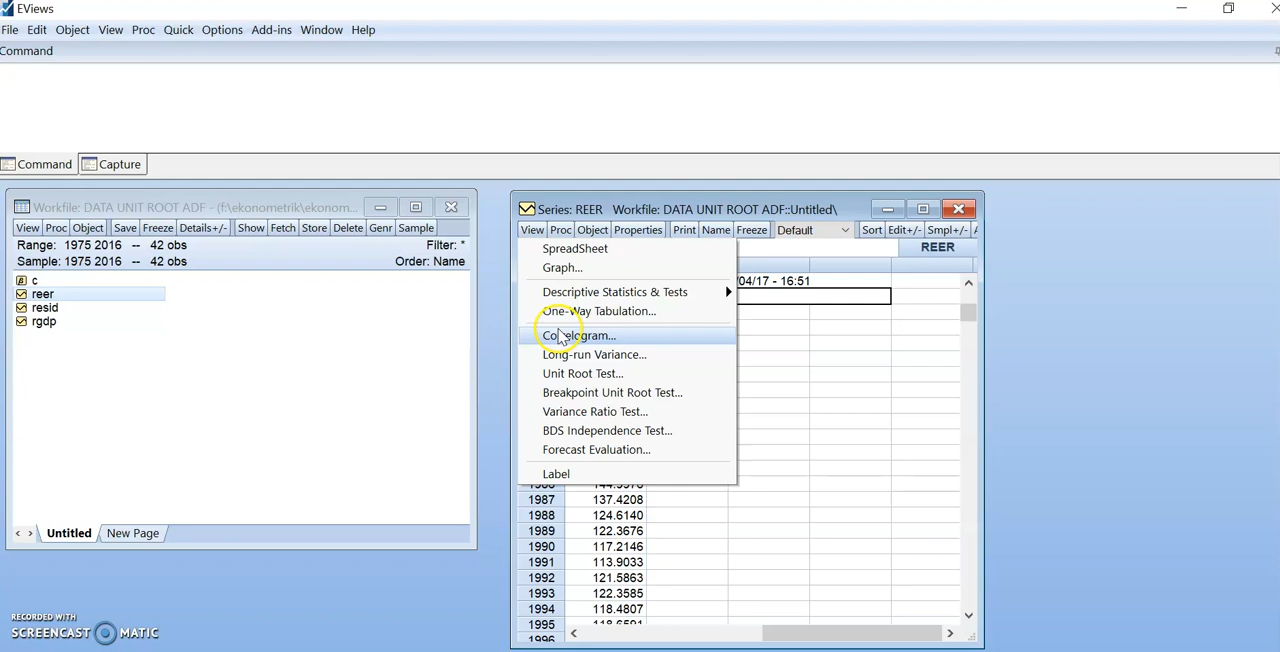 EViews
File Edit Object View Proc Quick Options Add-ins Window Help
Command
Command Capture
Workfile: DATA UNIT ROOT ADF - (f:\ekonometrik\ekonom...
View Proc Object Save Freeze Details+/- Show Fetch Store Delete Genr Sample
Range: 1975 2016 -- 42 obs Filter: *
Sample: 1975 2016 -- 42 obs Order: Name
c
reer
resid
rgdp
Untitled New Page
Series: REER Workfile: DATA UNIT ROOT ADF::Untitled\
View Proc Object Properties Print Name Freeze Default Sort Edit+/- Smpl+/-
REER
/04/17 - 16:51
SpreadSheet
Graph...
Descriptive Statistics & Tests
One-Way Tabulation...
Correlogram...
Long-run Variance...
Unit Root Test...
Breakpoint Unit Root Test...
Variance Ratio Test...
BDS Independence Test...
Forecast Evaluation...
Label
1987 137.4208
1988 124.6140
1989 122.3676
1990 117.2146
1991 113.9033
1992 121.5863
1993 122.3585
1994 118.4807
1995 118.6591
1996
RECORDED WITH
SCREENCAST MATIC